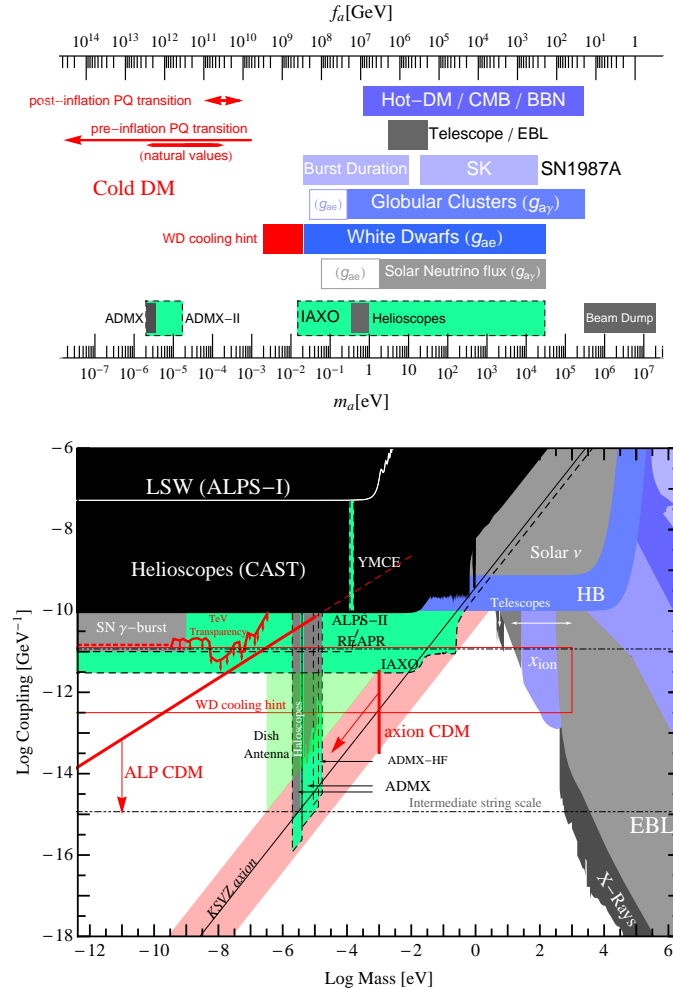 f_a[GeV]
10^14 10^13 10^12 10^11 10^10 10^9 10^8 10^7 10^6 10^5 10^4 10^3 10^2 10^1 1
post-inflation PQ transition
Hot-DM / CMB / BBN
pre-inflation PQ transition
Telescope / EBL
(natural values)
Burst Duration SK SN1987A
Cold DM
(g_ae) Globular Clusters (g_aγ)
WD cooling hint White Dwarfs (g_ae)
(g_ae) Solar Neutrino flux (g_aγ)
ADMX ADMX-II IAXO Helioscopes Beam Dump
10^-7 10^-6 10^-5 10^-4 10^-3 10^-2 10^-1 1 10 10^2 10^3 10^4 10^5 10^6 10^7
m_a[eV]
-6
LSW (ALPS-I)
-8
Solar ν
YMCE
Helioscopes (CAST)
HB
Telescopes
-10
SN γ-burst
TeV
Transparency
ALPS-II
REAPR
IAXO
x_ion
Log Coupling [GeV^-1]
-12
WD cooling hint
Haloscopes
axion CDM
Dish
Antenna
ADMX-HF
ALP CDM
ADMX
-14
Intermediate string scale
EBL
-16
KSVZ axion
X-Rays
-18
-12 -10 -8 -6 -4 -2 0 2 4 6
Log Mass [eV]